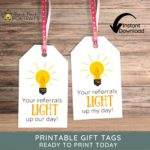 Instant
Download
Your referrals
LIGHT
up our day!
Your referrals
LIGHT
up my day!
PRINTABLE GIFT TAGS
READY TO PRINT TODAY